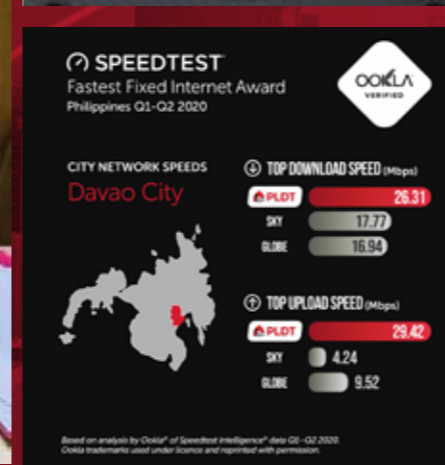 SPEEDTEST
Fastest Fixed Internet Award
Philippines Q1-Q2 2020
OOKLA
VERIFIED
CITY NETWORK SPEEDS
Davao City
TOP DOWNLOAD SPEED (Mbps)
PLDT 26.31
SKY 17.77
GLOBE 16.94
TOP UPLOAD SPEED (Mbps)
PLDT 29.42
SKY 4.24
GLOBE 9.52
Based on analysis by Ookla® of Speedtest Intelligence® data Q1-Q2 2020.
Ookla trademarks used under licence and reprinted with permission.